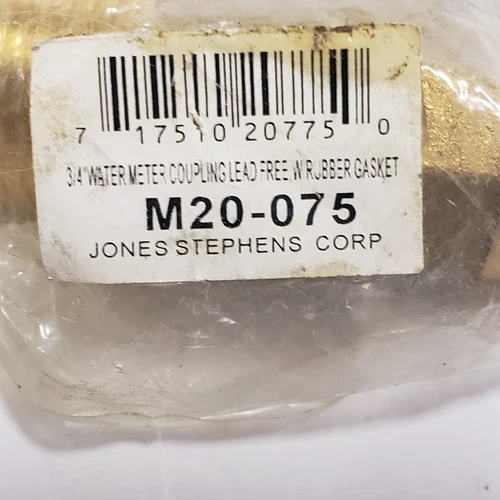 7 17510 20775 0
3/4"WATER METER COUPLING LEAD FREE, W/RUBBER GASKET
M20-075
JONES STEPHENS CORP